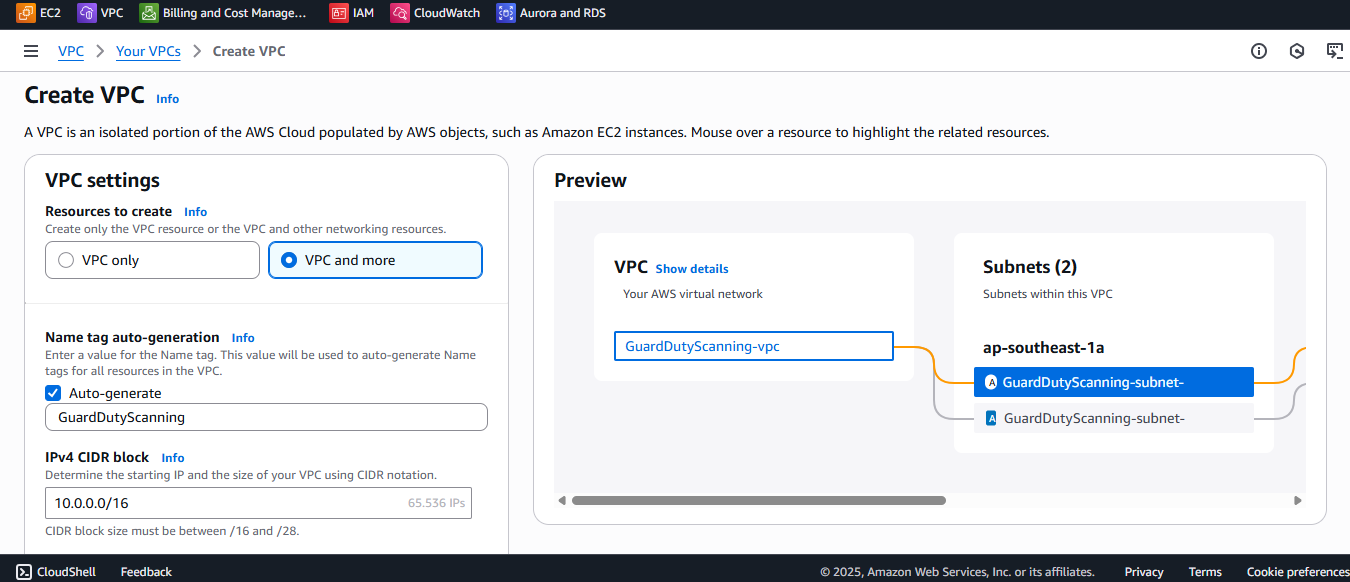 EC2 VPC Billing and Cost Manage... IAM CloudWatch Aurora and RDS
VPC Your VPCs Create VPC
Create VPC Info
A VPC is an isolated portion of the AWS Cloud populated by AWS objects, such as Amazon EC2 instances. Mouse over a resource to highlight the related resources.
VPC settings
Resources to create Info
Create only the VPC resource or the VPC and other networking resources.
VPC only
VPC and more
Name tag auto-generation Info
Enter a value for the Name tag. This value will be used to auto-generate Name
tags for all resources in the VPC.
Auto-generate
GuardDutyScanning
IPv4 CIDR block Info
Determine the starting IP and the size of your VPC using CIDR notation.
10.0.0.0/16 65.536 IPs
CIDR block size must be between /16 and /28.
Preview
VPC Show details
Your AWS virtual network
GuardDutyScanning-vpc
Subnets (2)
Subnets within this VPC
ap-southeast-1a
A GuardDutyScanning-subnet-
A GuardDutyScanning-subnet-
CloudShell Feedback © 2025, Amazon Web Services, Inc. or its affiliates. Privacy Terms Cookie preferences